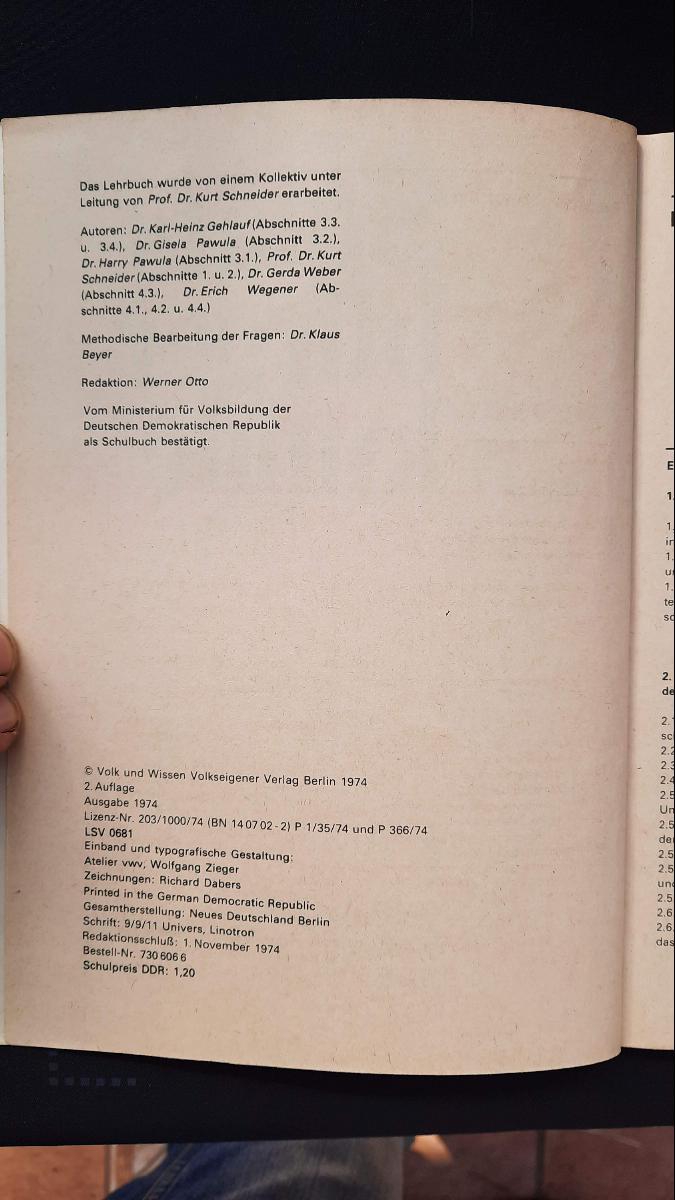 Das Lehrbuch wurde von einem Kollektiv unter
Leitung von Prof. Dr. Kurt Schneider erarbeitet.
Autoren: Dr. Karl-Heinz Gehlauf (Abschnitte 3.3.
u. 3.4.), Dr. Gisela Pawula (Abschnitt 3.2.),
Dr. Harry Pawula (Abschnitt 3.1.), Prof. Dr. Kurt
Schneider (Abschnitte 1. u. 2.), Dr. Gerda Weber
(Abschnitt 4.3.), Dr. Erich Wegener (Ab-
schnitte 4.1., 4.2. u. 4.4.)
Methodische Bearbeitung der Fragen: Dr. Klaus
Beyer
Redaktion: Werner Otto
Vom Ministerium für Volksbildung der
Deutschen Demokratischen Republik
als Schulbuch bestätigt.
© Volk und Wissen Volkseigener Verlag Berlin 1974
2. Auflage
Ausgabe 1974
Lizenz-Nr. 203/1000/74 (BN 14 07 02 - 2) P 1/35/74 und P 366/74
LSV 0681
Einband und typografische Gestaltung:
Atelier vwv, Wolfgang Zieger
Zeichnungen: Richard Dabers
Printed in the German Democratic Republic
Gesamtherstellung: Neues Deutschland Berlin
Schrift: 9/9/11 Univers, Linotron
Redaktionsschluß: 1. November 1974
Bestell-Nr. 730 606 6
Schulpreis DDR: 1,20